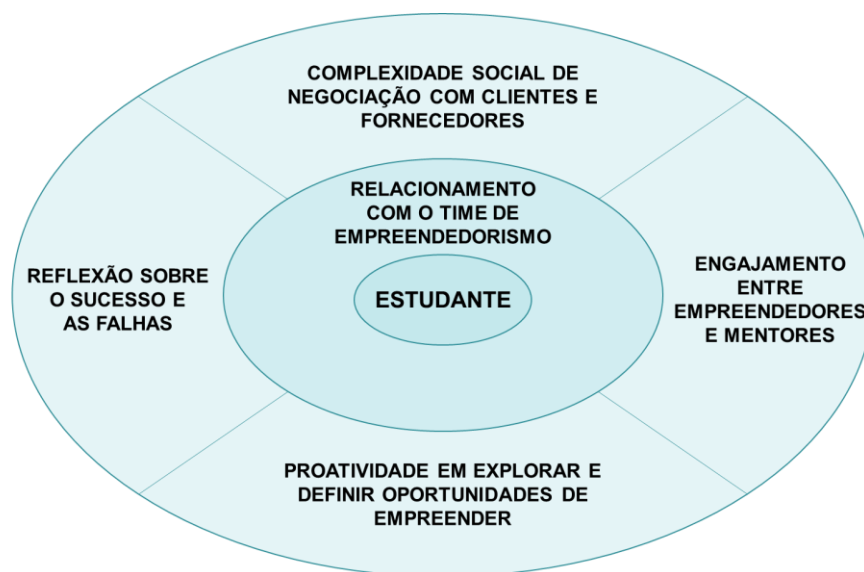 COMPLEXIDADE SOCIAL DE
NEGOCIAÇÃO COM CLIENTES E
FORNECEDORES
RELACIONAMENTO
COM O TIME DE
EMPREENDEDORISMO
ESTUDANTE
REFLEXÃO SOBRE
O SUCESSO E
AS FALHAS
ENGAJAMENTO
ENTRE
EMPREENDEDORES
E MENTORES
PROATIVIDADE EM EXPLORAR E
DEFINIR OPORTUNIDADES DE
EMPREENDER